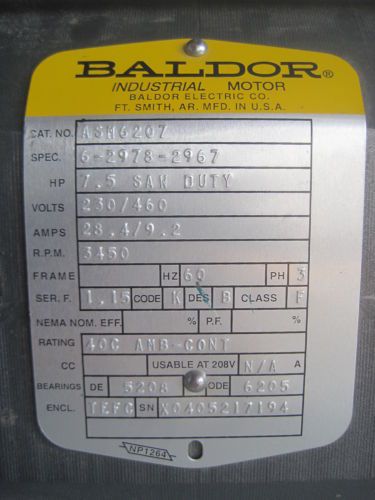 BALDOR®
INDUSTRIAL MOTOR
BALDOR ELECTRIC CO.
FT. SMITH, AR. MFD. IN U.S.A.
CAT. NO. ASM6207
SPEC. 6-2978-2967
HP 7.5 SAW DUTY
VOLTS 230/460
AMPS 28.4/9.2
R.P.M. 3450
FRAME HZ 60 PH 3
SER. F. 1.15 CODE K DES B CLASS F
NEMA NOM. EFF. % P.F. %
RATING 40C AMB-CONT
CC USABLE AT 208V N/A A
BEARINGS DE 5208 ODE 6205
ENCL. TEFC SN X0405217194
NP1264